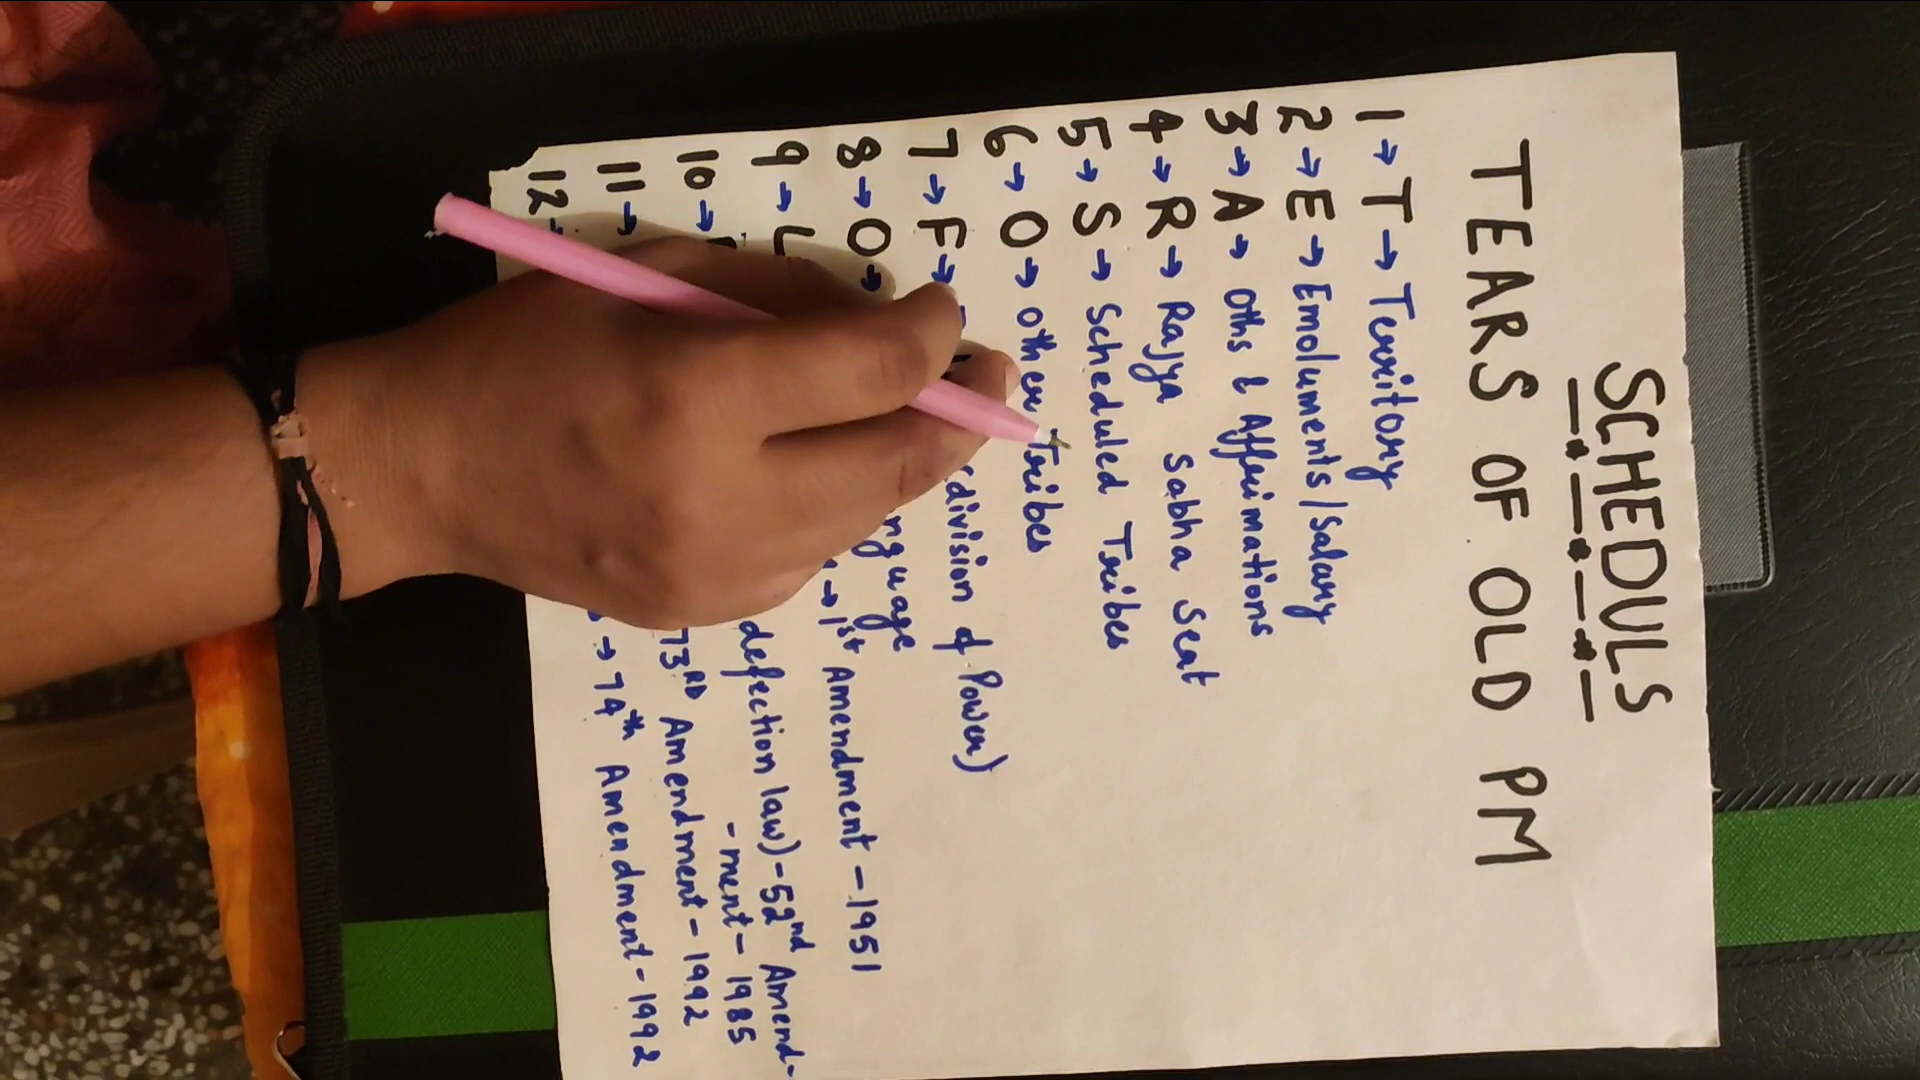 SCHEDULS
TEARS OF OLD PM
1 → T → Territory
2 → E → Emoluments/Salary
3 → A → Oths & Affirmations
4 → R → Rajya Sabha Seat
5 → S → Scheduled Tribes
6 → O → Other Tribes
7 → F → division of Power)
8 → O →
9 → L → 1st Amendment - 1951
10 → defection law) - 52nd Amend-
-ment - 1985
11 → 73RD Amendment - 1992
12 → 74th Amendment - 1992